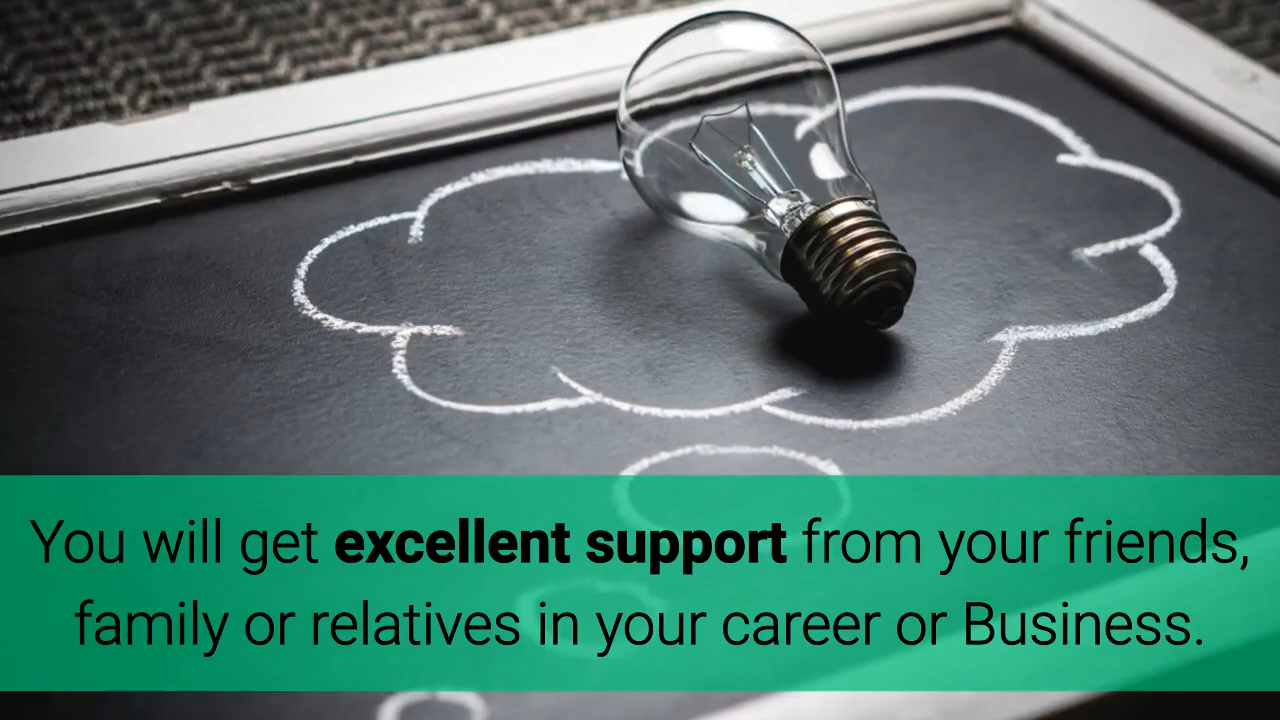 You will get excellent support from your friends,
family or relatives in your career or Business.